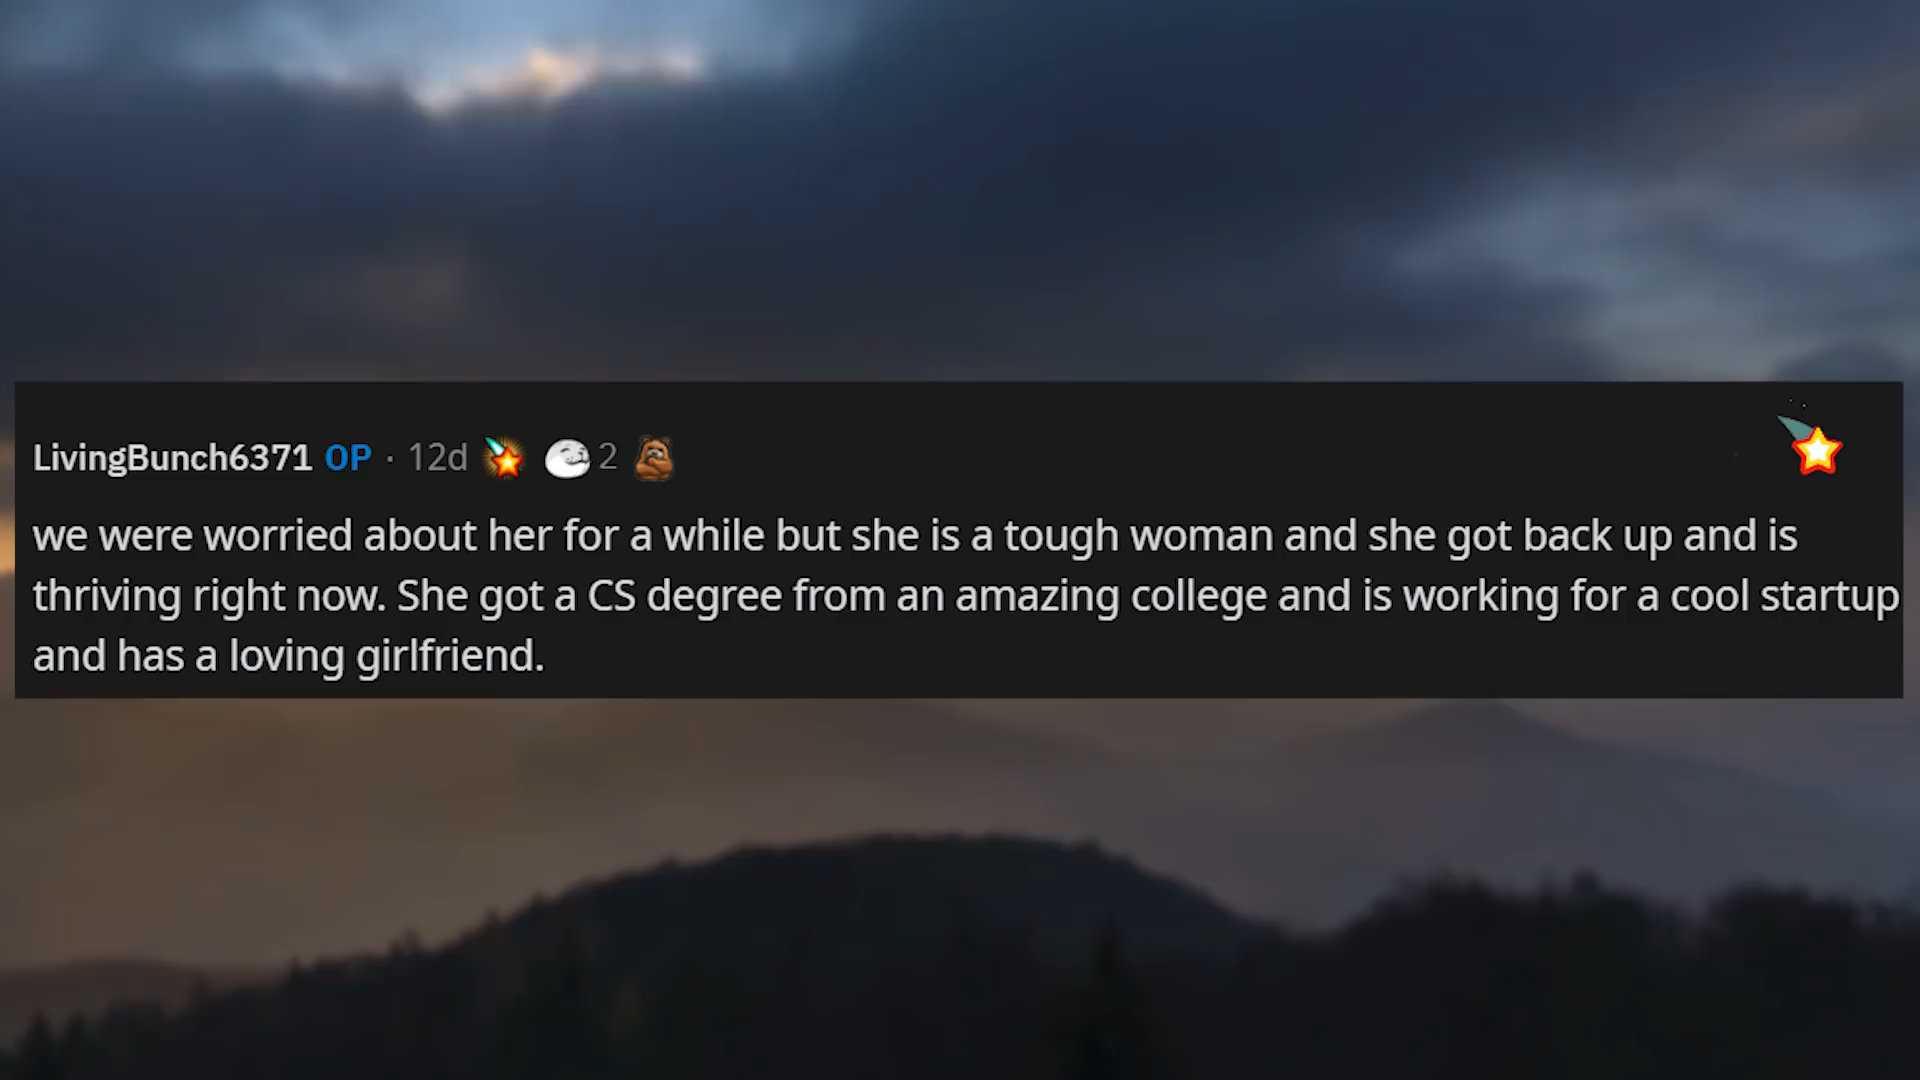 LivingBunch6371 OP · 12d 2
we were worried about her for a while but she is a tough woman and she got back up and is
thriving right now. She got a CS degree from an amazing college and is working for a cool startup
and has a loving girlfriend.